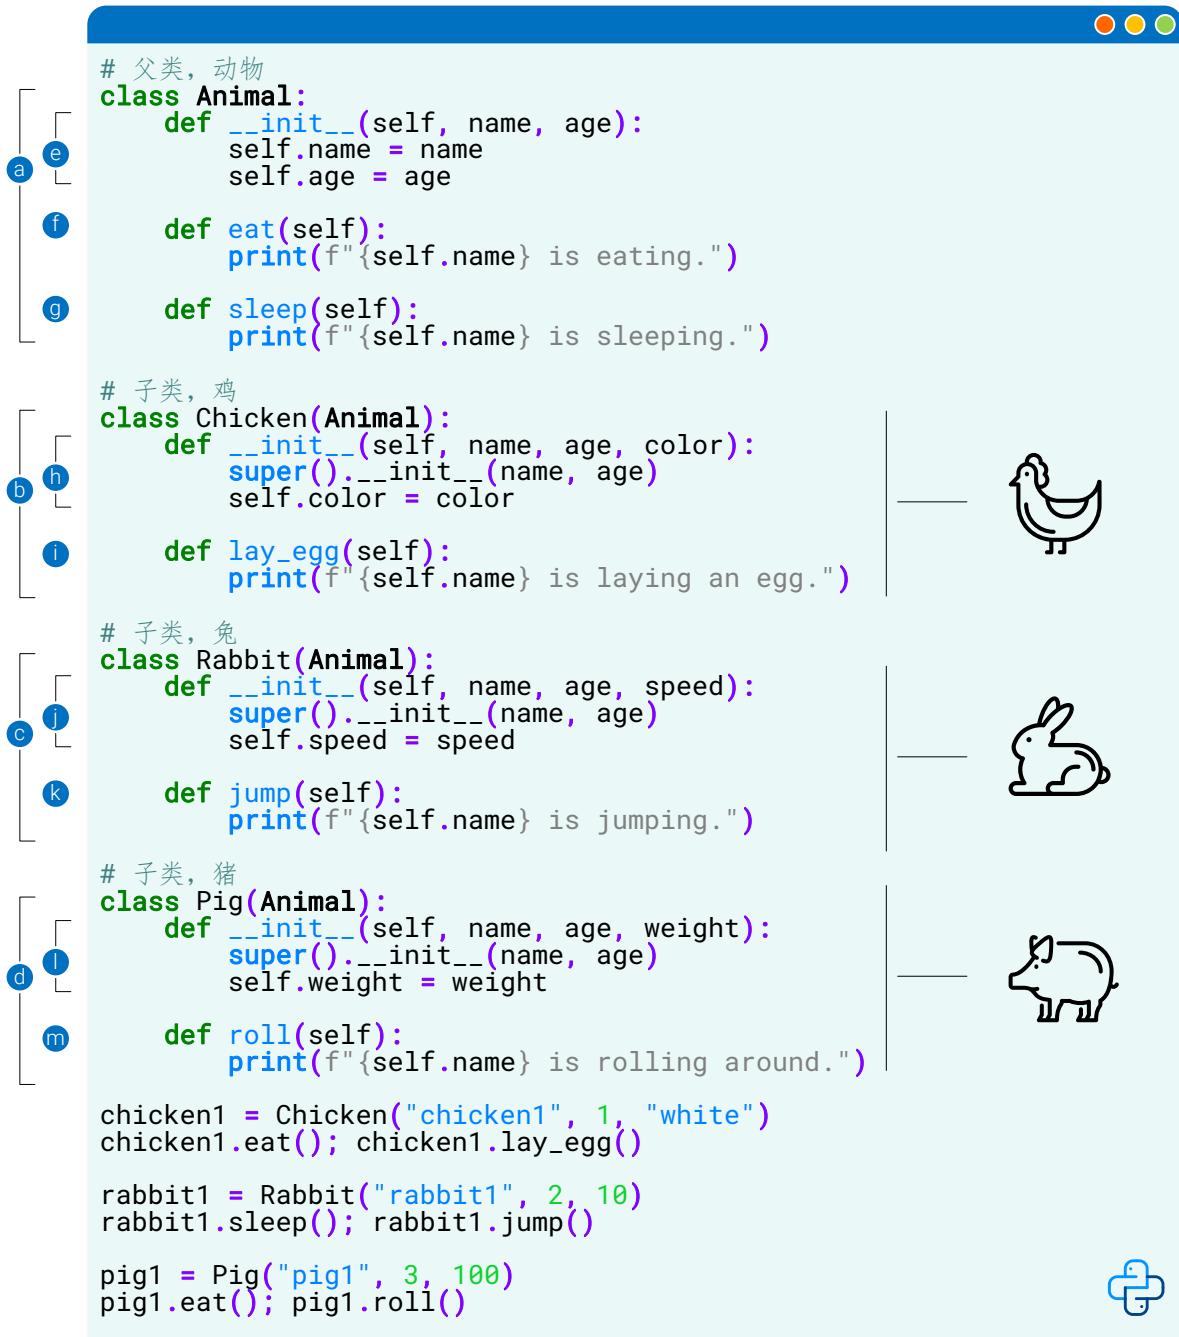 # 父类，动物
a
class Animal:
e
    def __init__(self, name, age):
        self.name = name
        self.age = age
f
    def eat(self):
        print(f"{self.name} is eating.")
g
    def sleep(self):
        print(f"{self.name} is sleeping.")
# 子类，鸡
b
class Chicken(Animal):
h
    def __init__(self, name, age, color):
        super().__init__(name, age)
        self.color = color
i
    def lay_egg(self):
        print(f"{self.name} is laying an egg.")
# 子类，兔
c
class Rabbit(Animal):
j
    def __init__(self, name, age, speed):
        super().__init__(name, age)
        self.speed = speed
k
    def jump(self):
        print(f"{self.name} is jumping.")
# 子类，猪
d
class Pig(Animal):
l
    def __init__(self, name, age, weight):
        super().__init__(name, age)
        self.weight = weight
m
    def roll(self):
        print(f"{self.name} is rolling around.")
chicken1 = Chicken("chicken1", 1, "white")
chicken1.eat(); chicken1.lay_egg()
rabbit1 = Rabbit("rabbit1", 2, 10)
rabbit1.sleep(); rabbit1.jump()
pig1 = Pig("pig1", 3, 100)
pig1.eat(); pig1.roll()